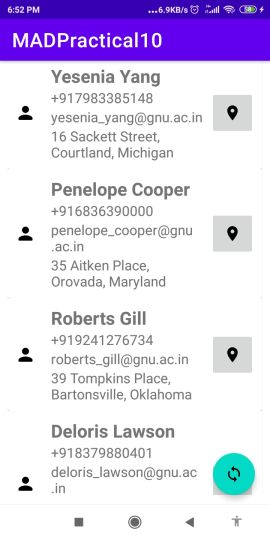 6:52 PM
...6.9KB/s
58
MADPractical10
Yesenia Yang
+917983385148
yesenia_yang@gnu.ac.in
16 Sackett Street,
Courtland, Michigan
Penelope Cooper
+916836390000
penelope_cooper@gnu
.ac.in
35 Aitken Place,
Orovada, Maryland
Roberts Gill
+919241276734
roberts_gill@gnu.ac.in
39 Tompkins Place,
Bartonsville, Oklahoma
Deloris Lawson
+918379880401
deloris_lawson@gnu.ac
.in